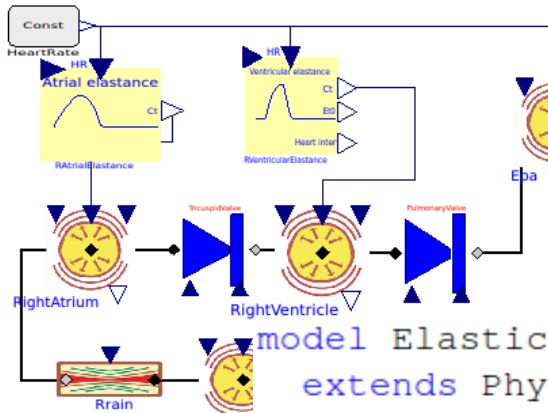 Const
HeartRate
HR
Atrial elastance
Ct
RAtrialElastance
HR
Ventricular elastance
Ct
Et0
Heart inter
RVentricularElastance
Epa
TricuspidValve
PulmonaryValve
RightAtrium
RightVentricle
Rrain
model Elastic
extends Phy